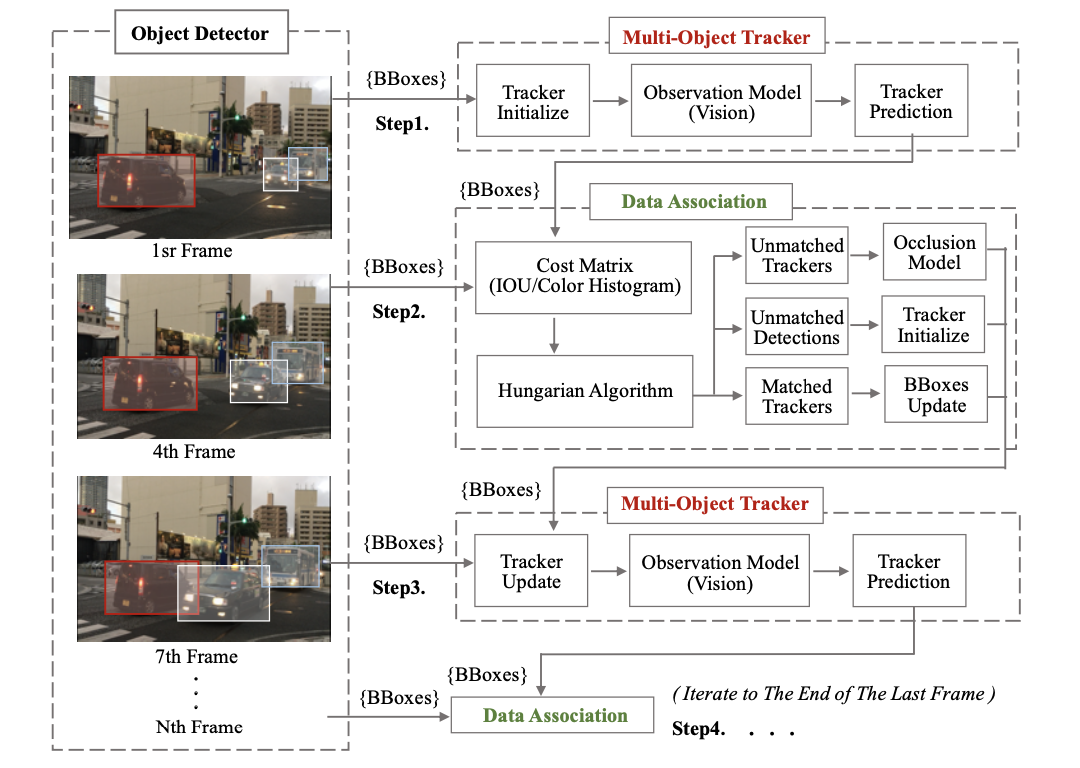 Object Detector
1sr Frame
4th Frame
7th Frame
.
.
.
Nth Frame
{BBoxes}
Step1.
Multi-Object Tracker
Tracker
Initialize
Observation Model
(Vision)
Tracker
Prediction
{BBoxes}
{BBoxes}
Step2.
Data Association
Cost Matrix
(IOU/Color Histogram)
Hungarian Algorithm
Unmatched
Trackers
Occlusion
Model
Unmatched
Detections
Tracker
Initialize
Matched
Trackers
BBoxes
Update
{BBoxes}
{BBoxes}
Step3.
Multi-Object Tracker
Tracker
Update
Observation Model
(Vision)
Tracker
Prediction
{BBoxes}
{BBoxes}
Data Association
( Iterate to The End of The Last Frame )
Step4. . . .